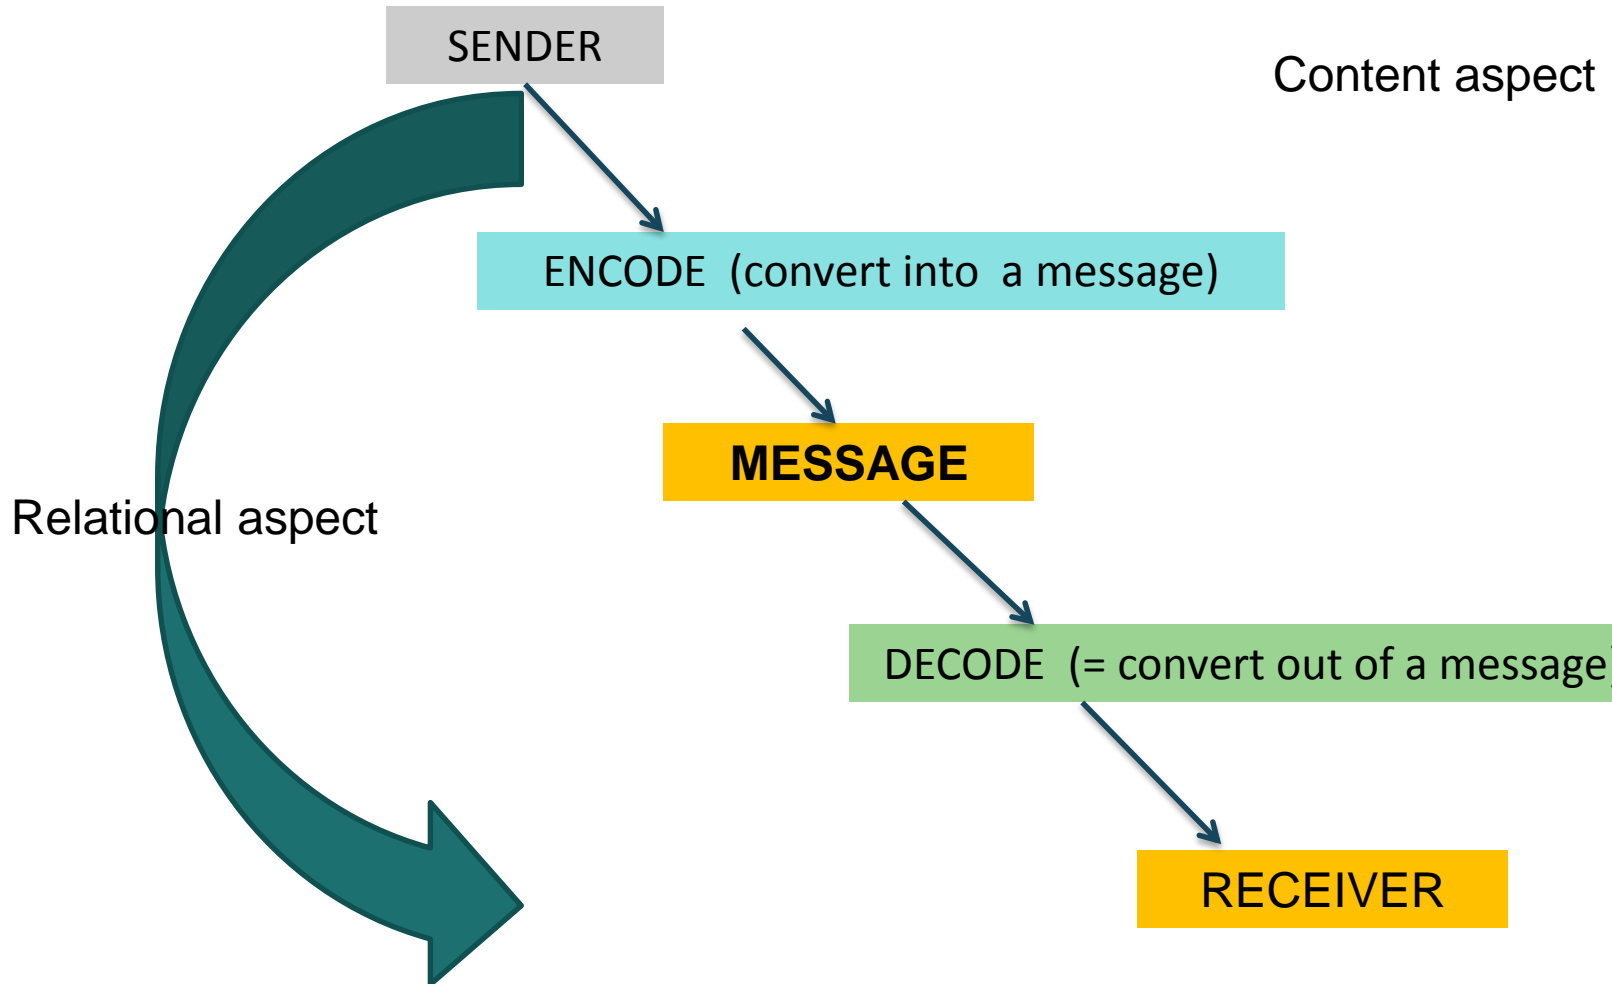 SENDER
Content aspect
ENCODE (convert into a message)
MESSAGE
Relational aspect
DECODE (= convert out of a message)
RECEIVER